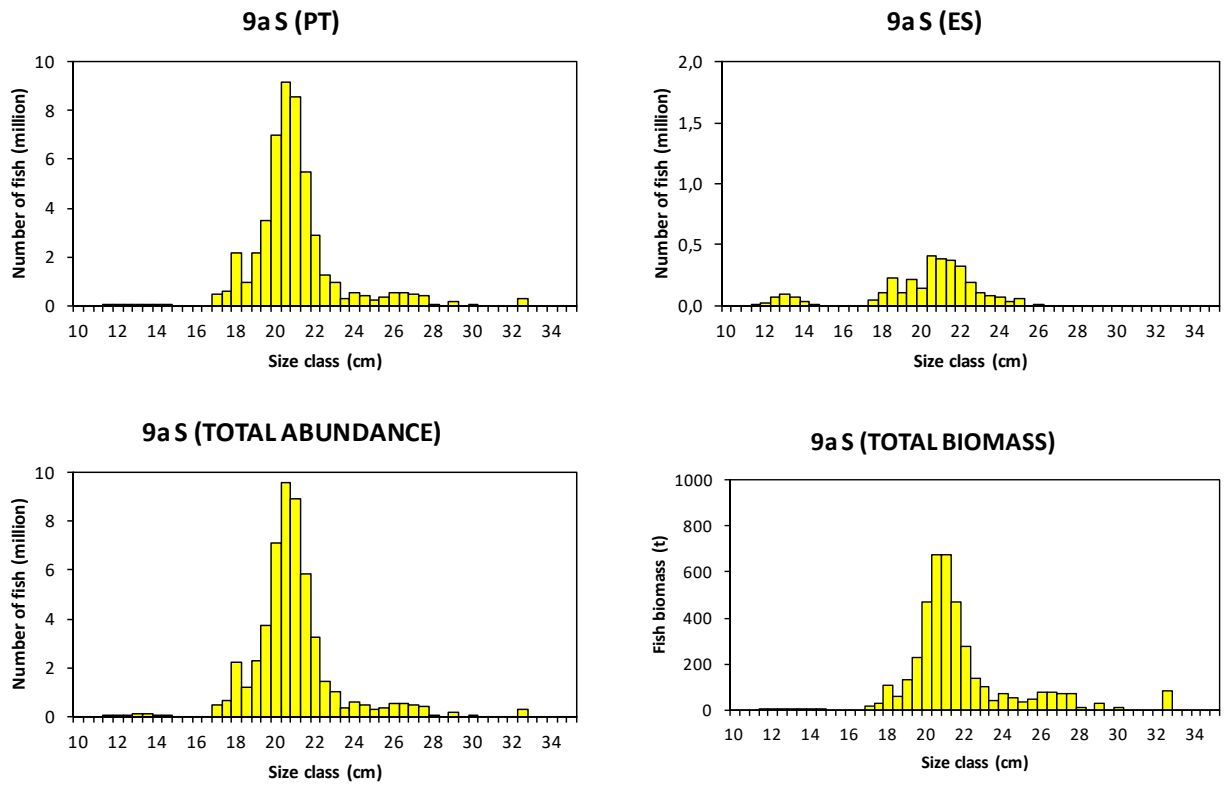 9a S (PT)
10
8
6
4
2
0
Number of fish (million)
10 12 14 16 18 20 22 24 26 28 30 32 34
Size class (cm)
9a S (ES)
2,0
1,5
1,0
0,5
0,0
Number of fish (million)
10 12 14 16 18 20 22 24 26 28 30 32 34
Size class (cm)
9a S (TOTAL ABUNDANCE)
10
8
6
4
2
0
Number of fish (million)
10 12 14 16 18 20 22 24 26 28 30 32 34
Size class (cm)
9a S (TOTAL BIOMASS)
1000
800
600
400
200
0
Fish biomass (t)
10 12 14 16 18 20 22 24 26 28 30 32 34
Size class (cm)